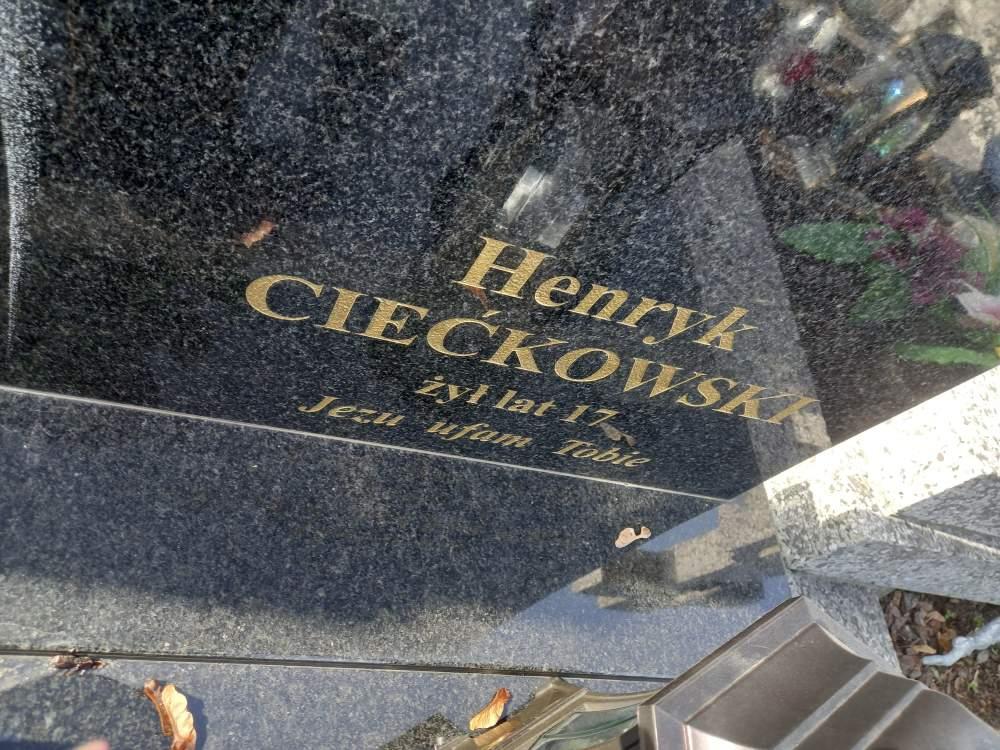 Henryk
CIEĆKOWSKI
żył lat 17
Jezu ufam Tobie